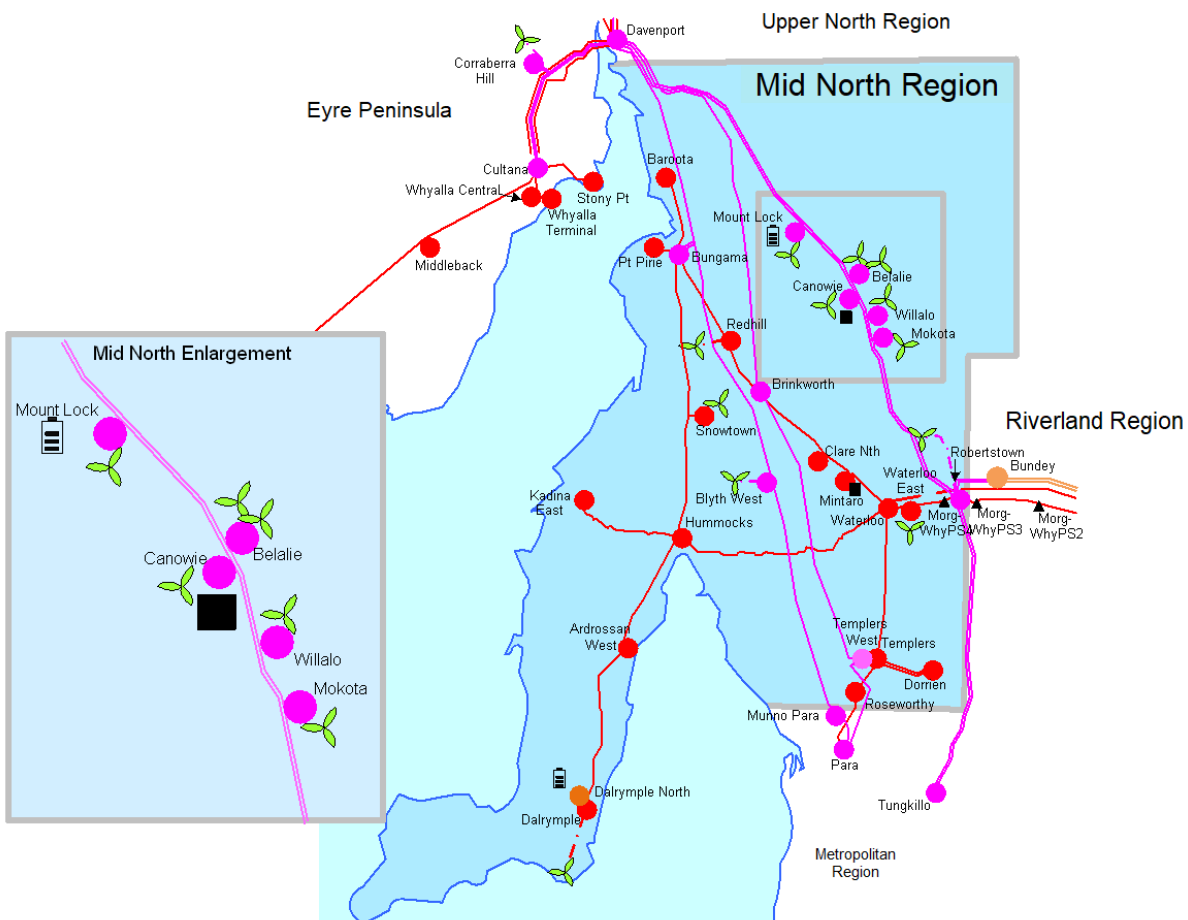 Upper North Region
Davenport
Corraberra
Hill
Mid North Region
Eyre Peninsula
Cultana
Baroota
Whyalla Central
Stony Pt
Whyalla
Terminal
Mount Lock
Middleback
Pt Pirie
Bungama
Belalie
Canowie
Willalo
Mokota
Redhill
Mid North Enlargement
Brinkworth
Mount Lock
Riverland Region
Snowtown
Clare Nth
Robertstown
Bundey
Waterloo
East
Kadina
East
Blyth West
Mintaro
Waterloo
Morg-
WhyPS4
Morg-
WhyPS3
Morg-
WhyPS2
Hummocks
Belalie
Canowie
Willalo
Mokota
Ardrossan
West
Templers
West
Templers
Dorrien
Roseworthy
Munno Para
Para
Dalrymple North
Dalrymple
Tungkillo
Metropolitan
Region